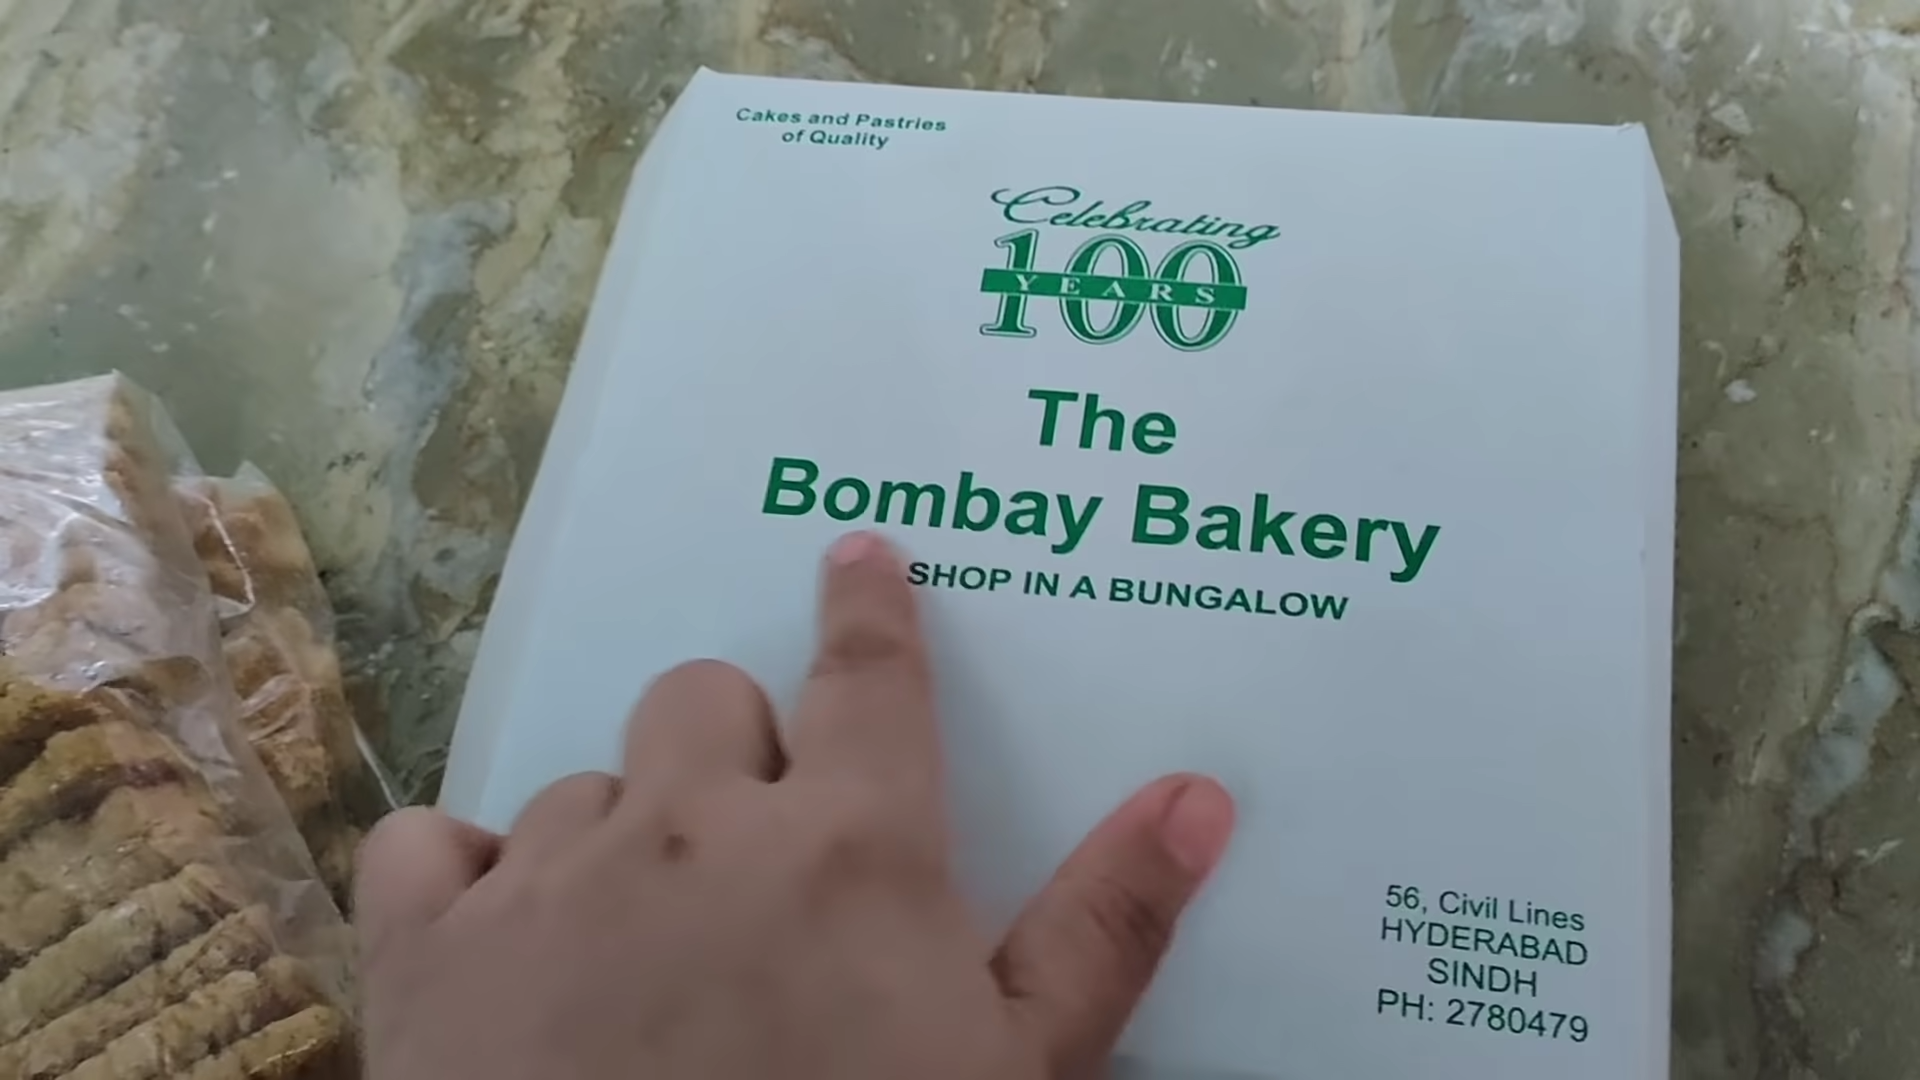 Cakes and Pastries
of Quality
Celebrating
100
YEARS
The
Bombay Bakery
SHOP IN A BUNGALOW
56, Civil Lines
HYDERABAD
SINDH
PH: 2780479